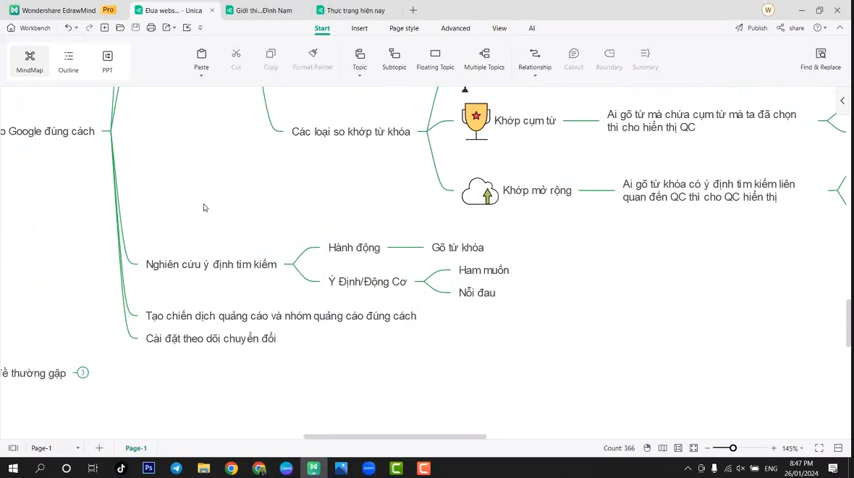 Wondershare EdrawMind Pro
Đưa webs... - Unica
Giới thi...Đình Nam
Thực trạng hiện nay
W
Workbench
Start
Insert
Page style
Advanced
View
AI
Publish
share
MindMap
Outline
PPT
Paste
Cut
Copy
Format Painter
Topic
Subtopic
Floating Topic
Multiple Topics
Relationship
Callout
Boundary
Summary
Find & Replace
o Google đúng cách
Các loại so khớp từ khóa
Khớp cụm từ
Ai gõ từ mà chứa cụm từ mà ta đã chọn
thì cho hiển thị QC
Khớp mở rộng
Ai gõ từ khóa có ý định tìm kiếm liên
quan đến QC thì cho QC hiển thị
Nghiên cứu ý định tìm kiếm
Hành động
Gõ từ khóa
Ý Định/Động Cơ
Ham muốn
Nỗi đau
Tạo chiến dịch quảng cáo và nhóm quảng cáo đúng cách
Cài đặt theo dõi chuyển đổi
ề thường gặp
3
Page-1
Page-1
Count: 366
145%
ENG
8:47 PM
26/01/2024